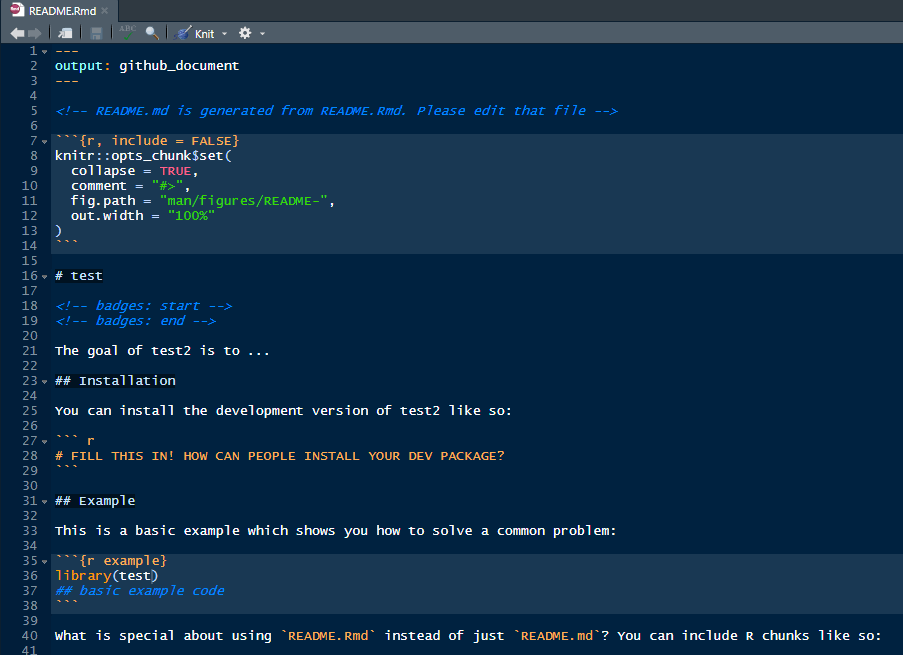 README.Rmd
ABC Knit
1 ---
2 output: github_document
3 ---
4
5 <!-- README.md is generated from README.Rmd. Please edit that file -->
6
7 ```{r, include = FALSE}
8 knitr::opts_chunk$set(
9 collapse = TRUE,
10 comment = "#>",
11 fig.path = "man/figures/README-",
12 out.width = "100%"
13 )
14 ```
15
16 # test
17
18 <!-- badges: start -->
19 <!-- badges: end -->
20
21 The goal of test2 is to ...
22
23 ## Installation
24
25 You can install the development version of test2 like so:
26
27 ``` r
28 # FILL THIS IN! HOW CAN PEOPLE INSTALL YOUR DEV PACKAGE?
29 ```
30
31 ## Example
32
33 This is a basic example which shows you how to solve a common problem:
34
35 ```{r example}
36 library(test)
37 ## basic example code
38 ```
39
40 What is special about using `README.Rmd` instead of just `README.md`? You can include R chunks like so:
41